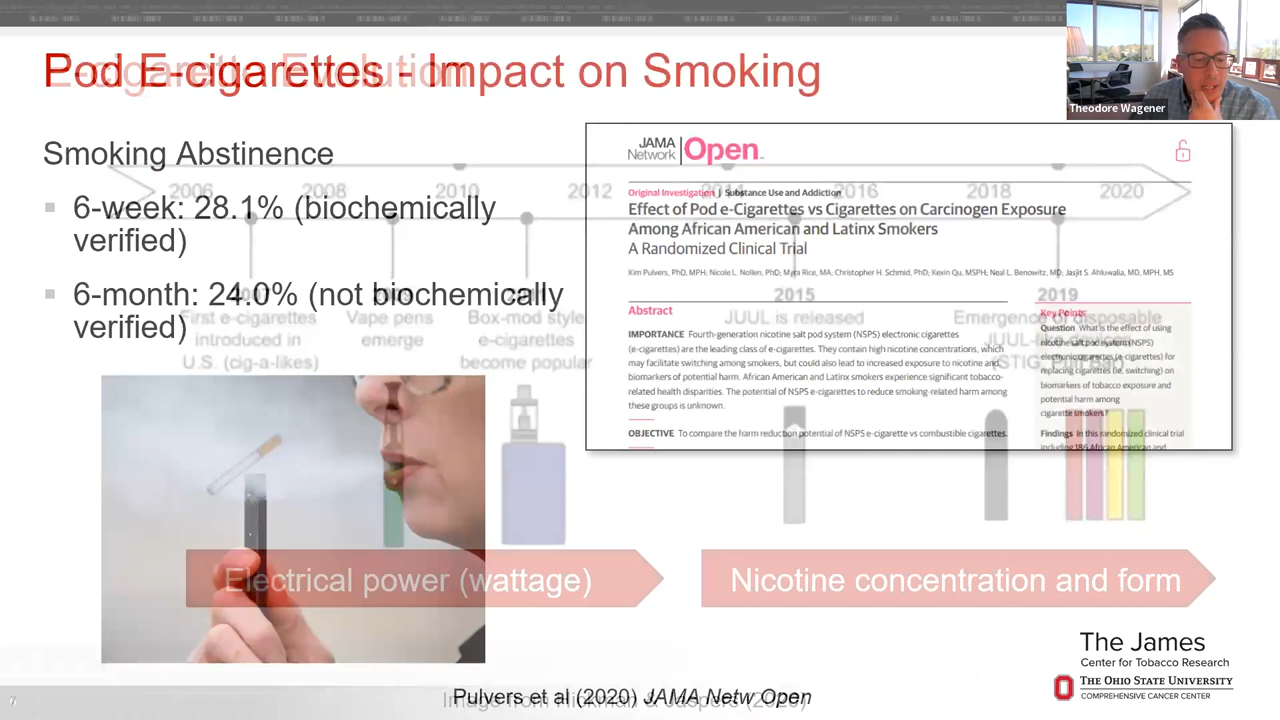 Pod E-cigarettes - Impact on Smoking
E-cigarette Evolution
Theodore Wagener
Smoking Abstinence
6-week: 28.1% (biochemically
verified)
6-month: 24.0% (not biochemically
verified)
JAMA Network | Open
Original Investigation | Substance Use and Addiction
Effect of Pod e-Cigarettes vs Cigarettes on Carcinogen Exposure
Among African American and Latinx Smokers
A Randomized Clinical Trial
Kim Pulvers, PhD, MPH; Nicole L. Nollen, PhD; Myra Rice, MA; Christopher H. Schmid, PhD; Kexin Qu, MSPH; Neal L. Benowitz, MD; Jasjit S. Ahluwalia, MD, MPH, MS
Abstract
IMPORTANCE Fourth-generation nicotine salt pod system (NSPS) electronic cigarettes
(e-cigarettes) are the leading class of e-cigarettes. They contain high nicotine concentrations, which
may facilitate switching among smokers, but could also lead to increased exposure to nicotine and
biomarkers of potential harm. African American and Latinx smokers experience significant tobacco-
related health disparities. The potential of NSPS e-cigarettes to reduce smoking-related harm among
these groups is unknown.
OBJECTIVE To compare the harm reduction potential of NSPS e-cigarette vs combustible cigarettes.
Key Points
Question What is the effect of using
nicotine salt pod system (NSPS)
electronic cigarettes (e-cigarettes) for
replacing cigarettes (ie, switching) on
biomarkers of tobacco exposure and
potential harm among
cigarette smokers?
Findings In this randomized clinical trial
including 186 African American and
2006 2008 2010 2012 2014 2016 2018 2020
First e-cigarettes
introduced in
U.S. (cig-a-likes)
Vape pens
emerge
Box-mod style
e-cigarettes
become popular
2015
JUUL is released
2019
Emergence of disposable
Electrical power (wattage)
Nicotine concentration and form
The James
Center for Tobacco Research
THE OHIO STATE UNIVERSITY
COMPREHENSIVE CANCER CENTER
Pulvers et al (2020) JAMA Netw Open
Image from